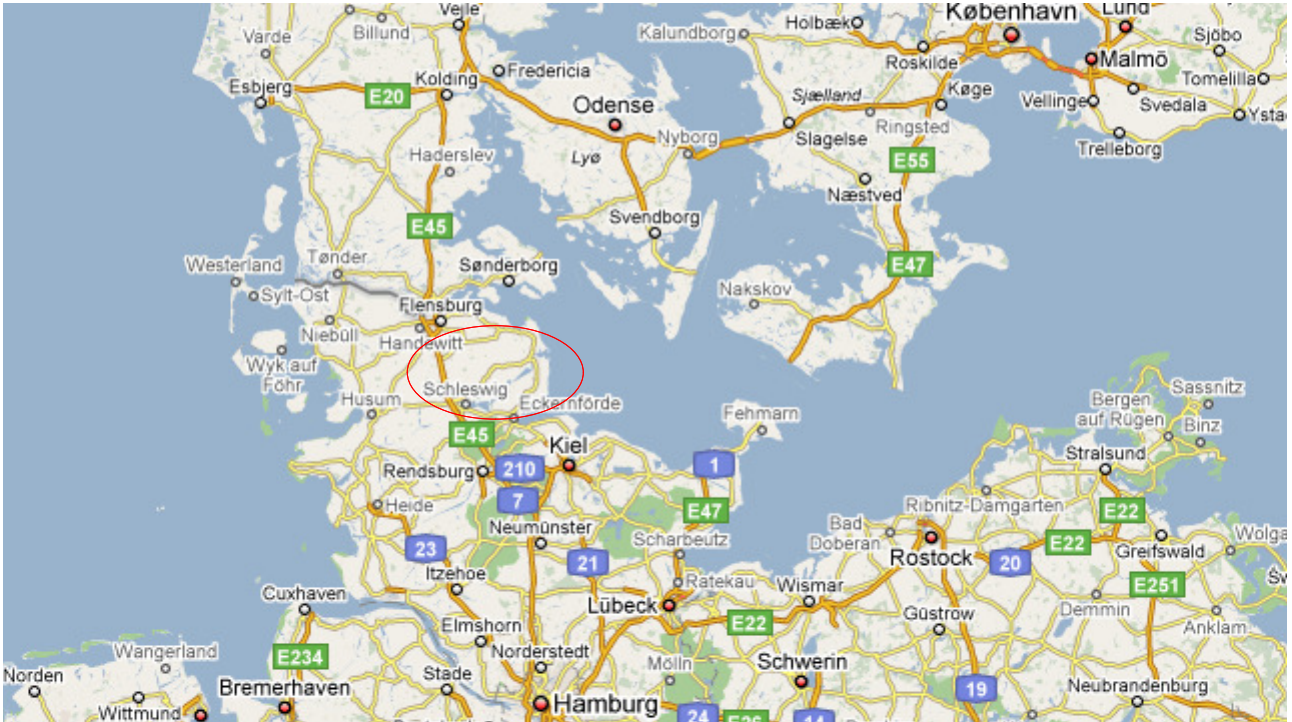 Vejle
København
Lund
Varde
Billund
Kalundborg
Holbæk
Sjöbo
Roskilde
Malmö
Esbjerg
Kolding
Fredericia
Tomelilla
E20
Odense
Sjælland
Køge
Vellinge
Svedala
Ysta
Nyborg
Slagelse
Ringsted
Trelleborg
Haderslev
Lyø
E55
Næstved
Svendborg
E45
Tønder
Westerland
Sønderborg
E47
Sylt-Ost
Nakskov
Flensburg
Niebüll
Handewitt
Wyk auf
Föhr
Schleswig
Husum
Eckernförde
Fehmarn
Sassnitz
Bergen
auf Rügen
Binz
E45
Kiel
Stralsund
Rendsburg
210
1
Heide
7
E47
Ribnitz-Damgarten
E22
Neumünster
Bad
Doberan
Wolga
23
21
Scharbeutz
Rostock
20
E22
Greifswald
Itzehoe
Ratekau
Wismar
E251
Św
Cuxhaven
Lübeck
Güstrow
Demmin
Elmshorn
E22
Anklam
Wangerland
E234
Norderstedt
Mölln
Schwerin
Norden
Stade
Bremerhaven
19
Neubrandenburg
Wittmund
Hamburg
24
E26
14